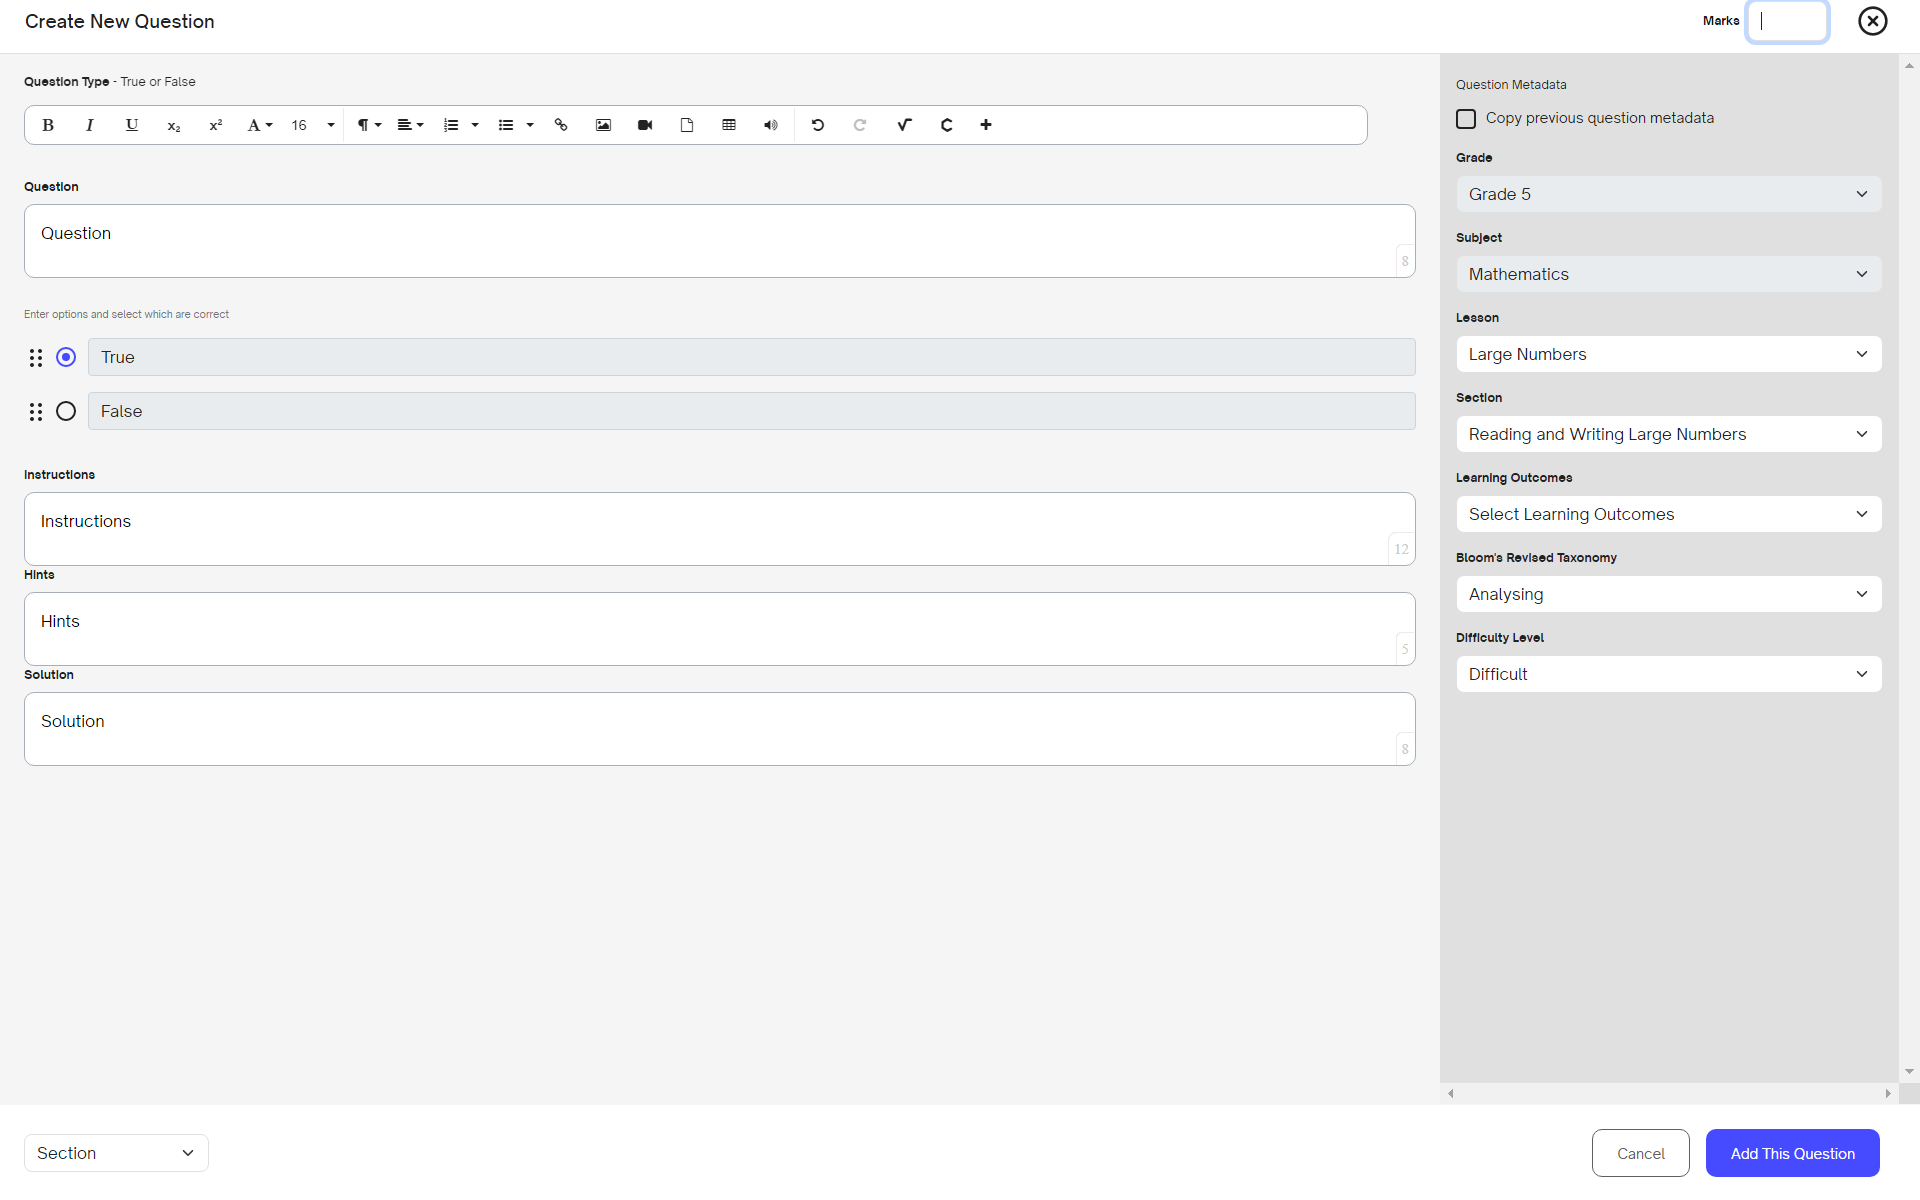 Create New Question
Marks
Question Type - True or False
B I U x₂ x² A 16 ¶ C
Question
Question
8
Enter options and select which are correct
True
False
Instructions
Instructions
12
Hints
Hints
5
Solution
Solution
8
Question Metadata
Copy previous question metadata
Grade
Grade 5
Subject
Mathematics
Lesson
Large Numbers
Section
Reading and Writing Large Numbers
Learning Outcomes
Select Learning Outcomes
Bloom's Revised Taxonomy
Analysing
Difficulty Level
Difficult
Section
Cancel
Add This Question